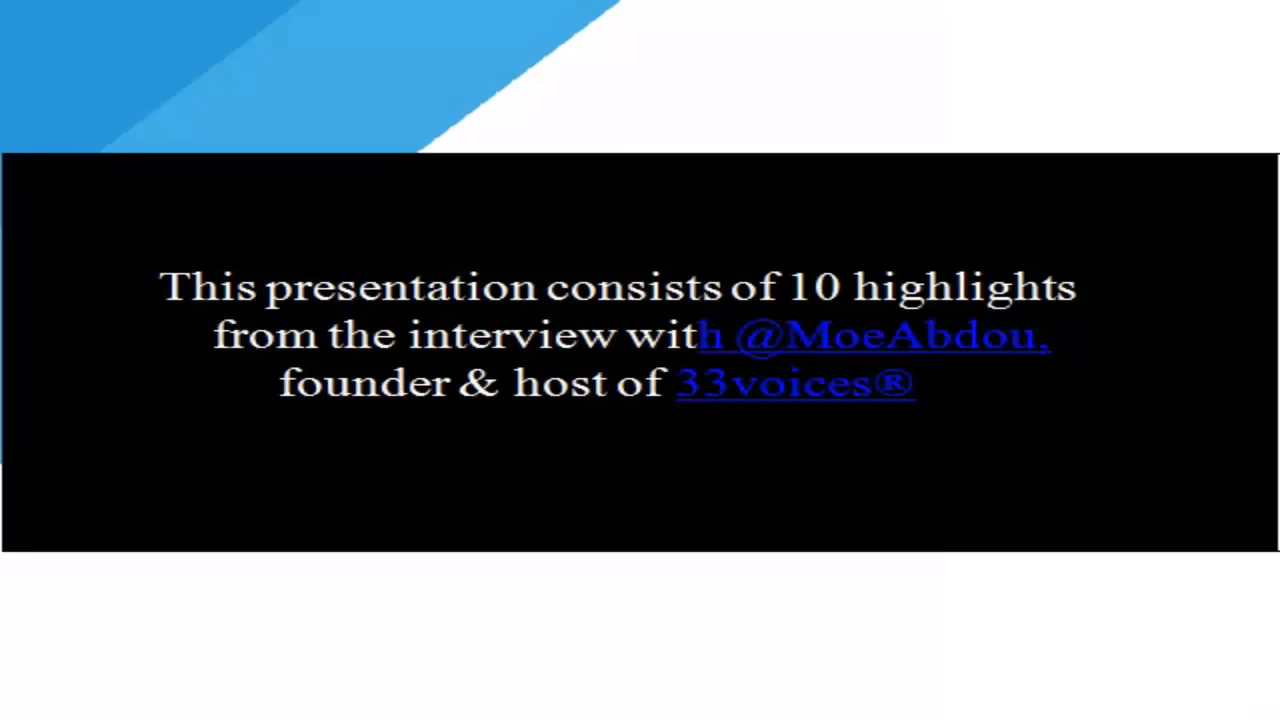 This presentation consists of 10 highlights
from the interview with @MoeAbdou,
founder & host of 33voices®